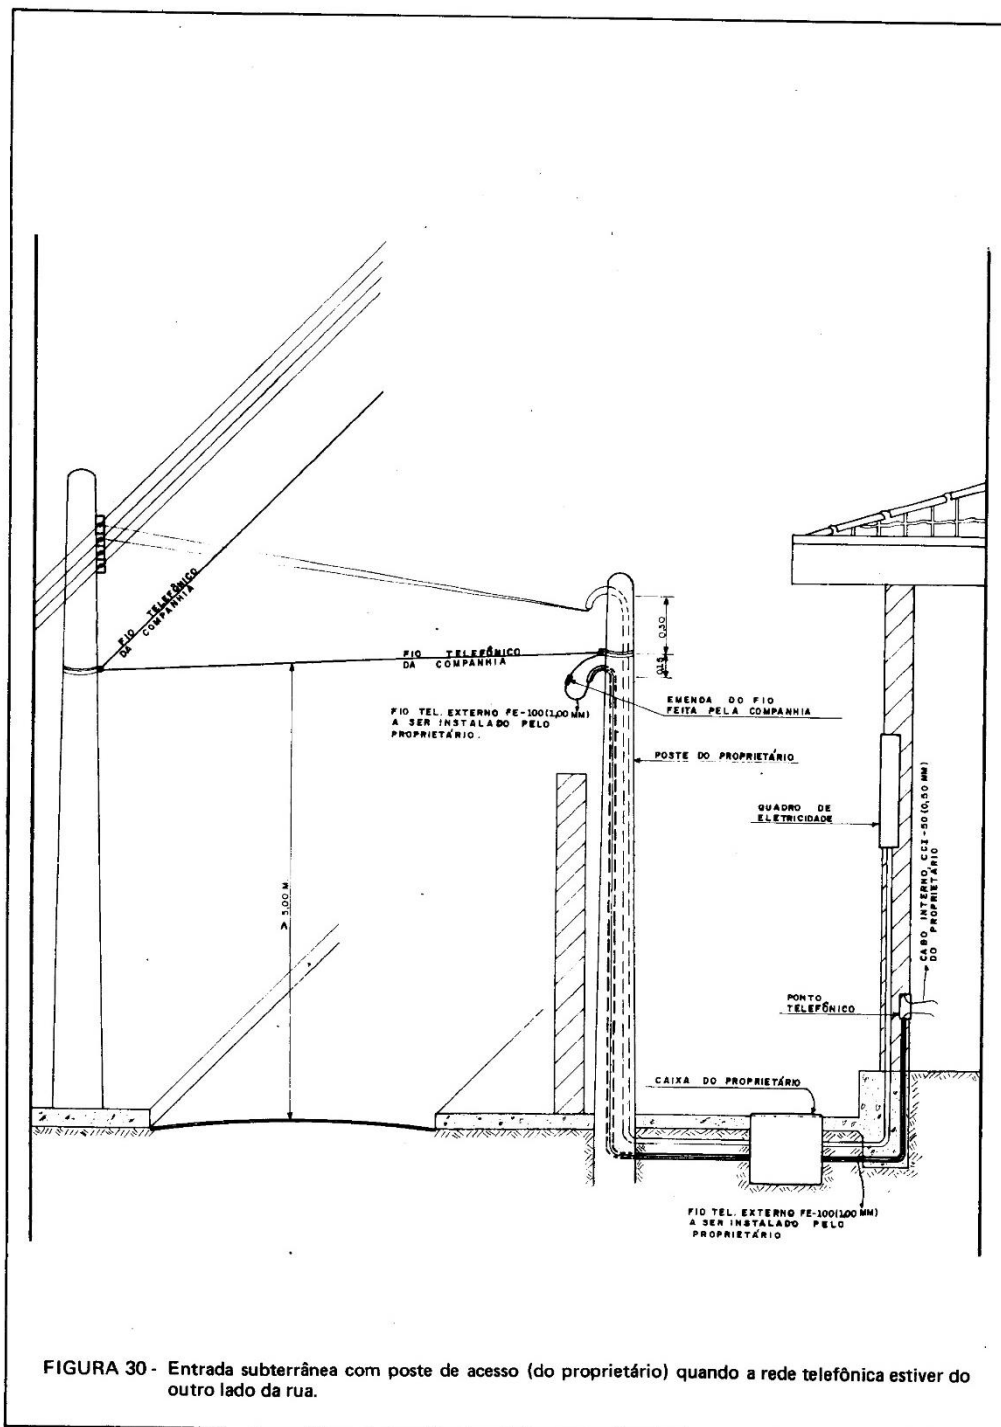 FIO TELEFÔNICO
DA COMPANHIA
FIO TELEFÔNICO
DA COMPANHIA
0,50
0,15
FIO TEL. EXTERNO FE-100(1,00 MM)
A SER INSTALADO PELO
PROPRIETÁRIO.
EMENDA DO FIO
FEITA PELA COMPANHIA
POSTE DO PROPRIETÁRIO
QUADRO DE
ELETRICIDADE
CABO INTERNO, CCI-50(0,50 MM)
DO PROPRIETÁRIO
> 5,00 M
PONTO
TELEFÔNICO
CAIXA DO PROPRIETÁRIO
FIO TEL. EXTERNO FE-100(1,00 MM)
A SER INSTALADO PELO
PROPRIETÁRIO
FIGURA 30 - Entrada subterrânea com poste de acesso (do proprietário) quando a rede telefônica estiver do
outro lado da rua.